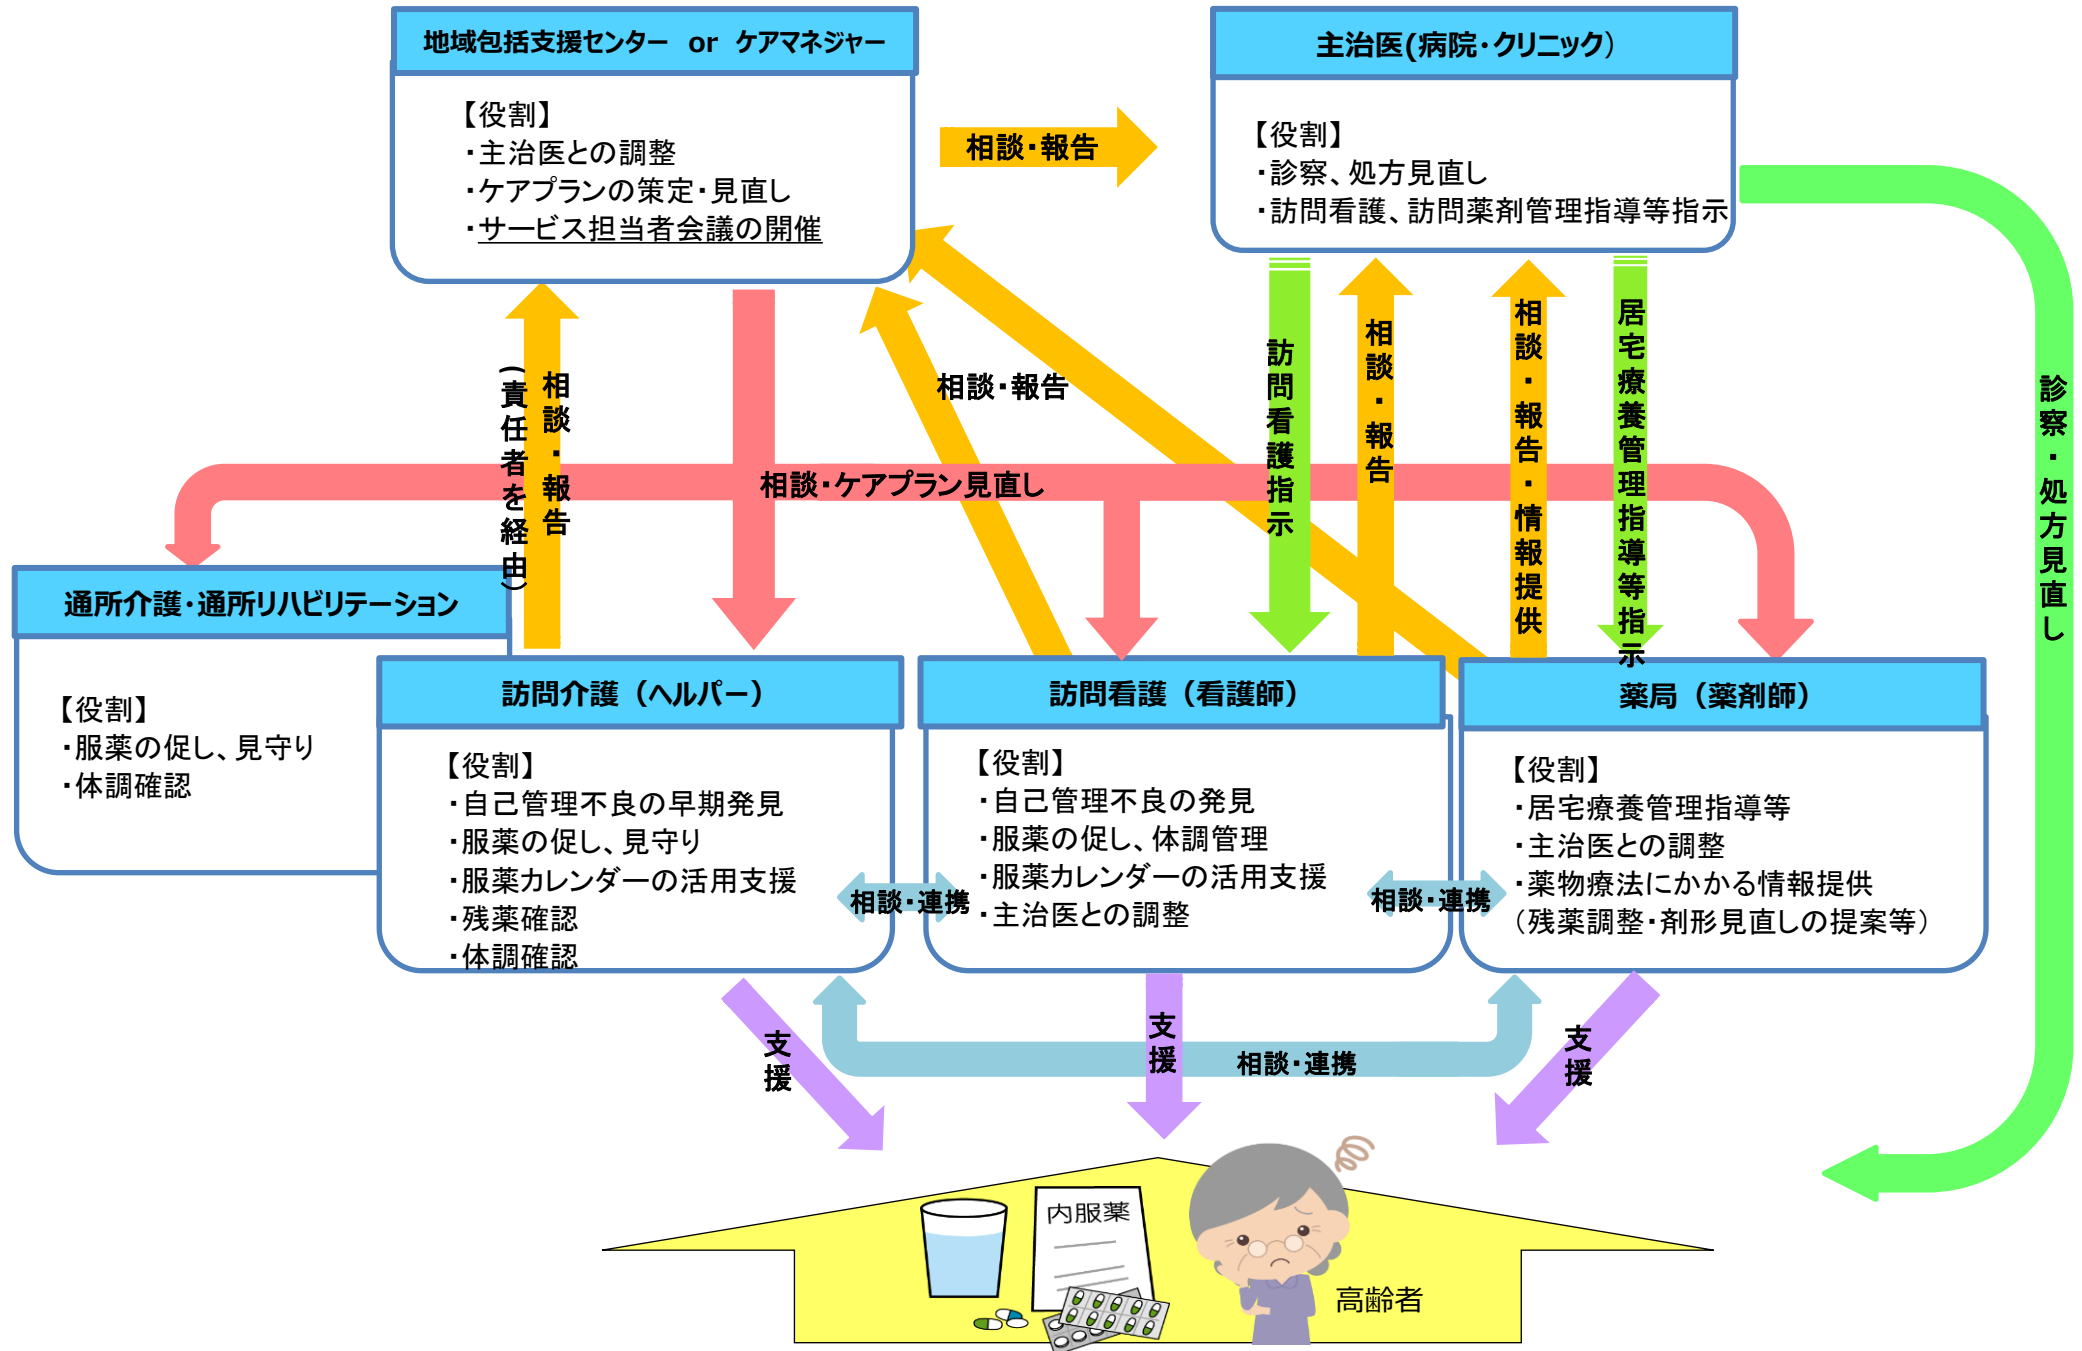 地域包括支援センター or ケアマネジャー
【役割】
・主治医との調整
・ケアプランの策定・見直し
・サービス担当者会議の開催
相談・報告
主治医(病院・クリニック)
【役割】
・診察、処方見直し
・訪問看護、訪問薬剤管理指導等指示
相談・報告
(責任者を経由)
相談・報告
相談・ケアプラン見直し
訪問看護指示
相談・報告
相談・報告・情報提供
居宅療養管理指導等指示
診察・処方見直し
通所介護・通所リハビリテーション
【役割】
・服薬の促し、見守り
・体調確認
訪問介護（ヘルパー）
【役割】
・自己管理不良の早期発見
・服薬の促し、見守り
・服薬カレンダーの活用支援
・残薬確認
・体調確認
相談・連携
訪問看護（看護師）
【役割】
・自己管理不良の発見
・服薬の促し、体調管理
・服薬カレンダーの活用支援
・主治医との調整
相談・連携
薬局（薬剤師）
【役割】
・居宅療養管理指導等
・主治医との調整
・薬物療法にかかる情報提供
（残薬調整・剤形見直しの提案等）
支援
支援
相談・連携
支援
内服薬
高齢者